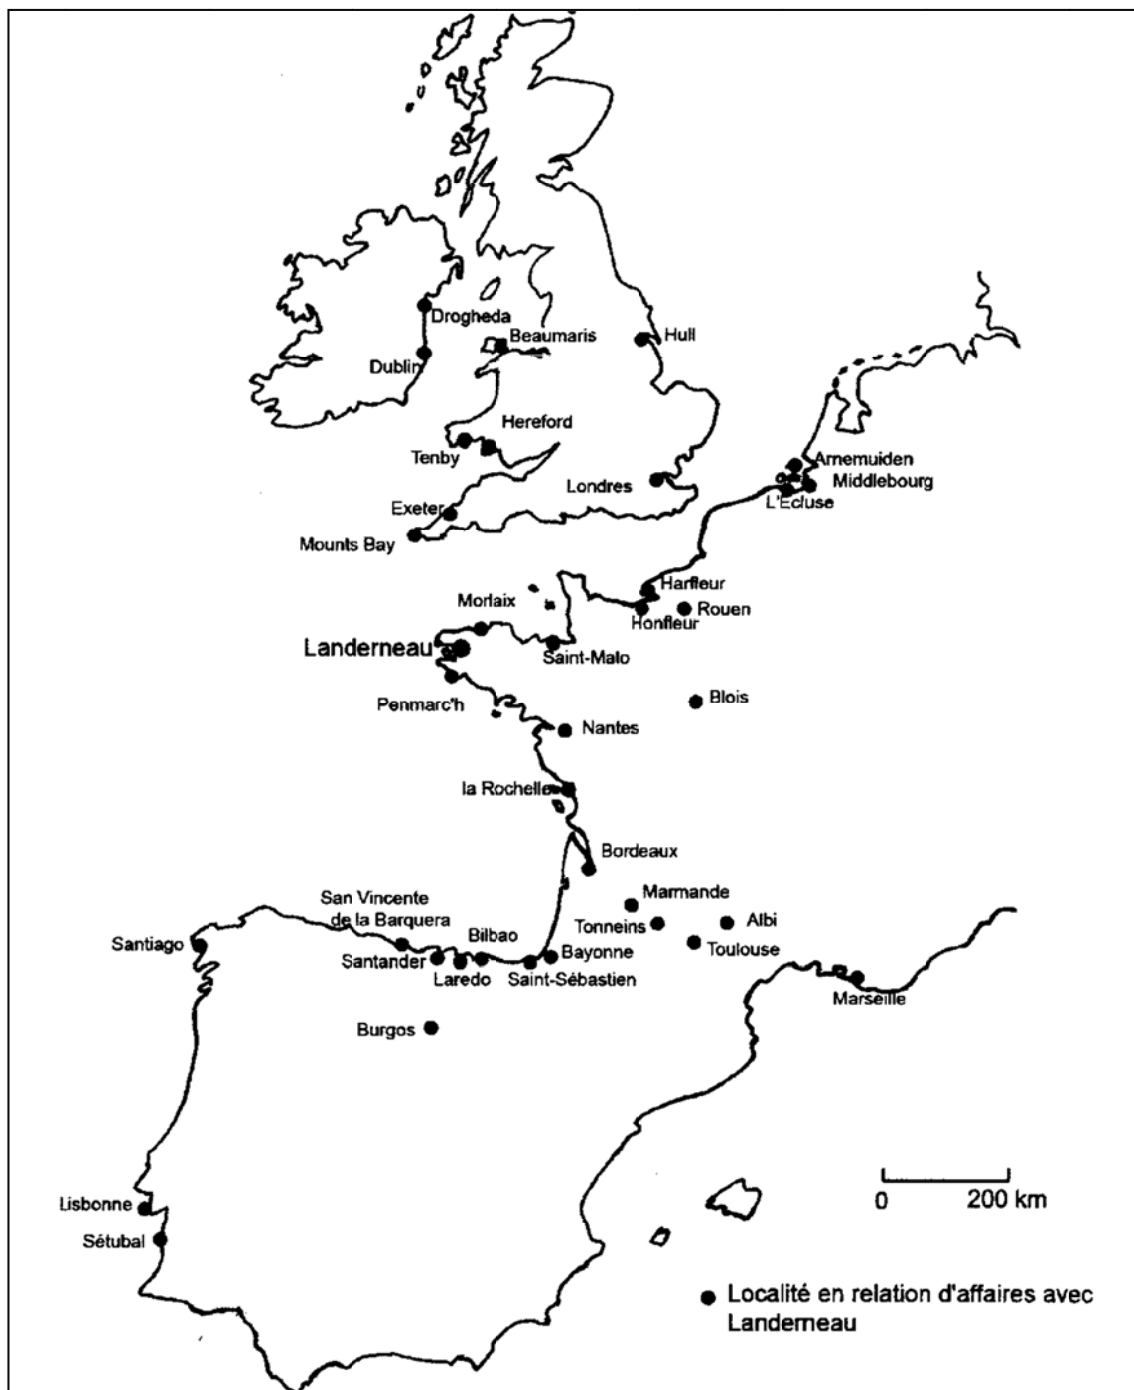 Drogheda
Beaumaris
Hull
Dublin
Hereford
Tenby
Arnemuiden
Londres
Middlebourg
L'Ecluse
Exeter
Mounts Bay
Harfleur
Morlaix
Honfleur
Rouen
Landerneau
Saint-Malo
Penmarc'h
Blois
Nantes
la Rochelle
Bordeaux
Marmande
San Vincente
de la Barquera
Tonneins
Albi
Santiago
Bilbao
Bayonne
Toulouse
Santander
Laredo
Saint-Sébastien
Marseille
Burgos
Lisbonne
0
200 km
Sétubal
Localité en relation d'affaires avec
Landerneau